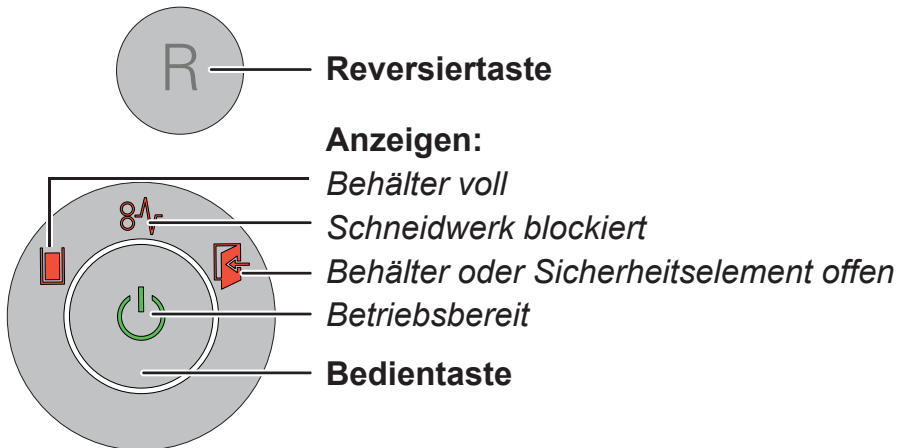 R
Reversiertaste
Anzeigen:
Behälter voll
Schneidwerk blockiert
Behälter oder Sicherheitselement offen
Betriebsbereit
Bedientaste